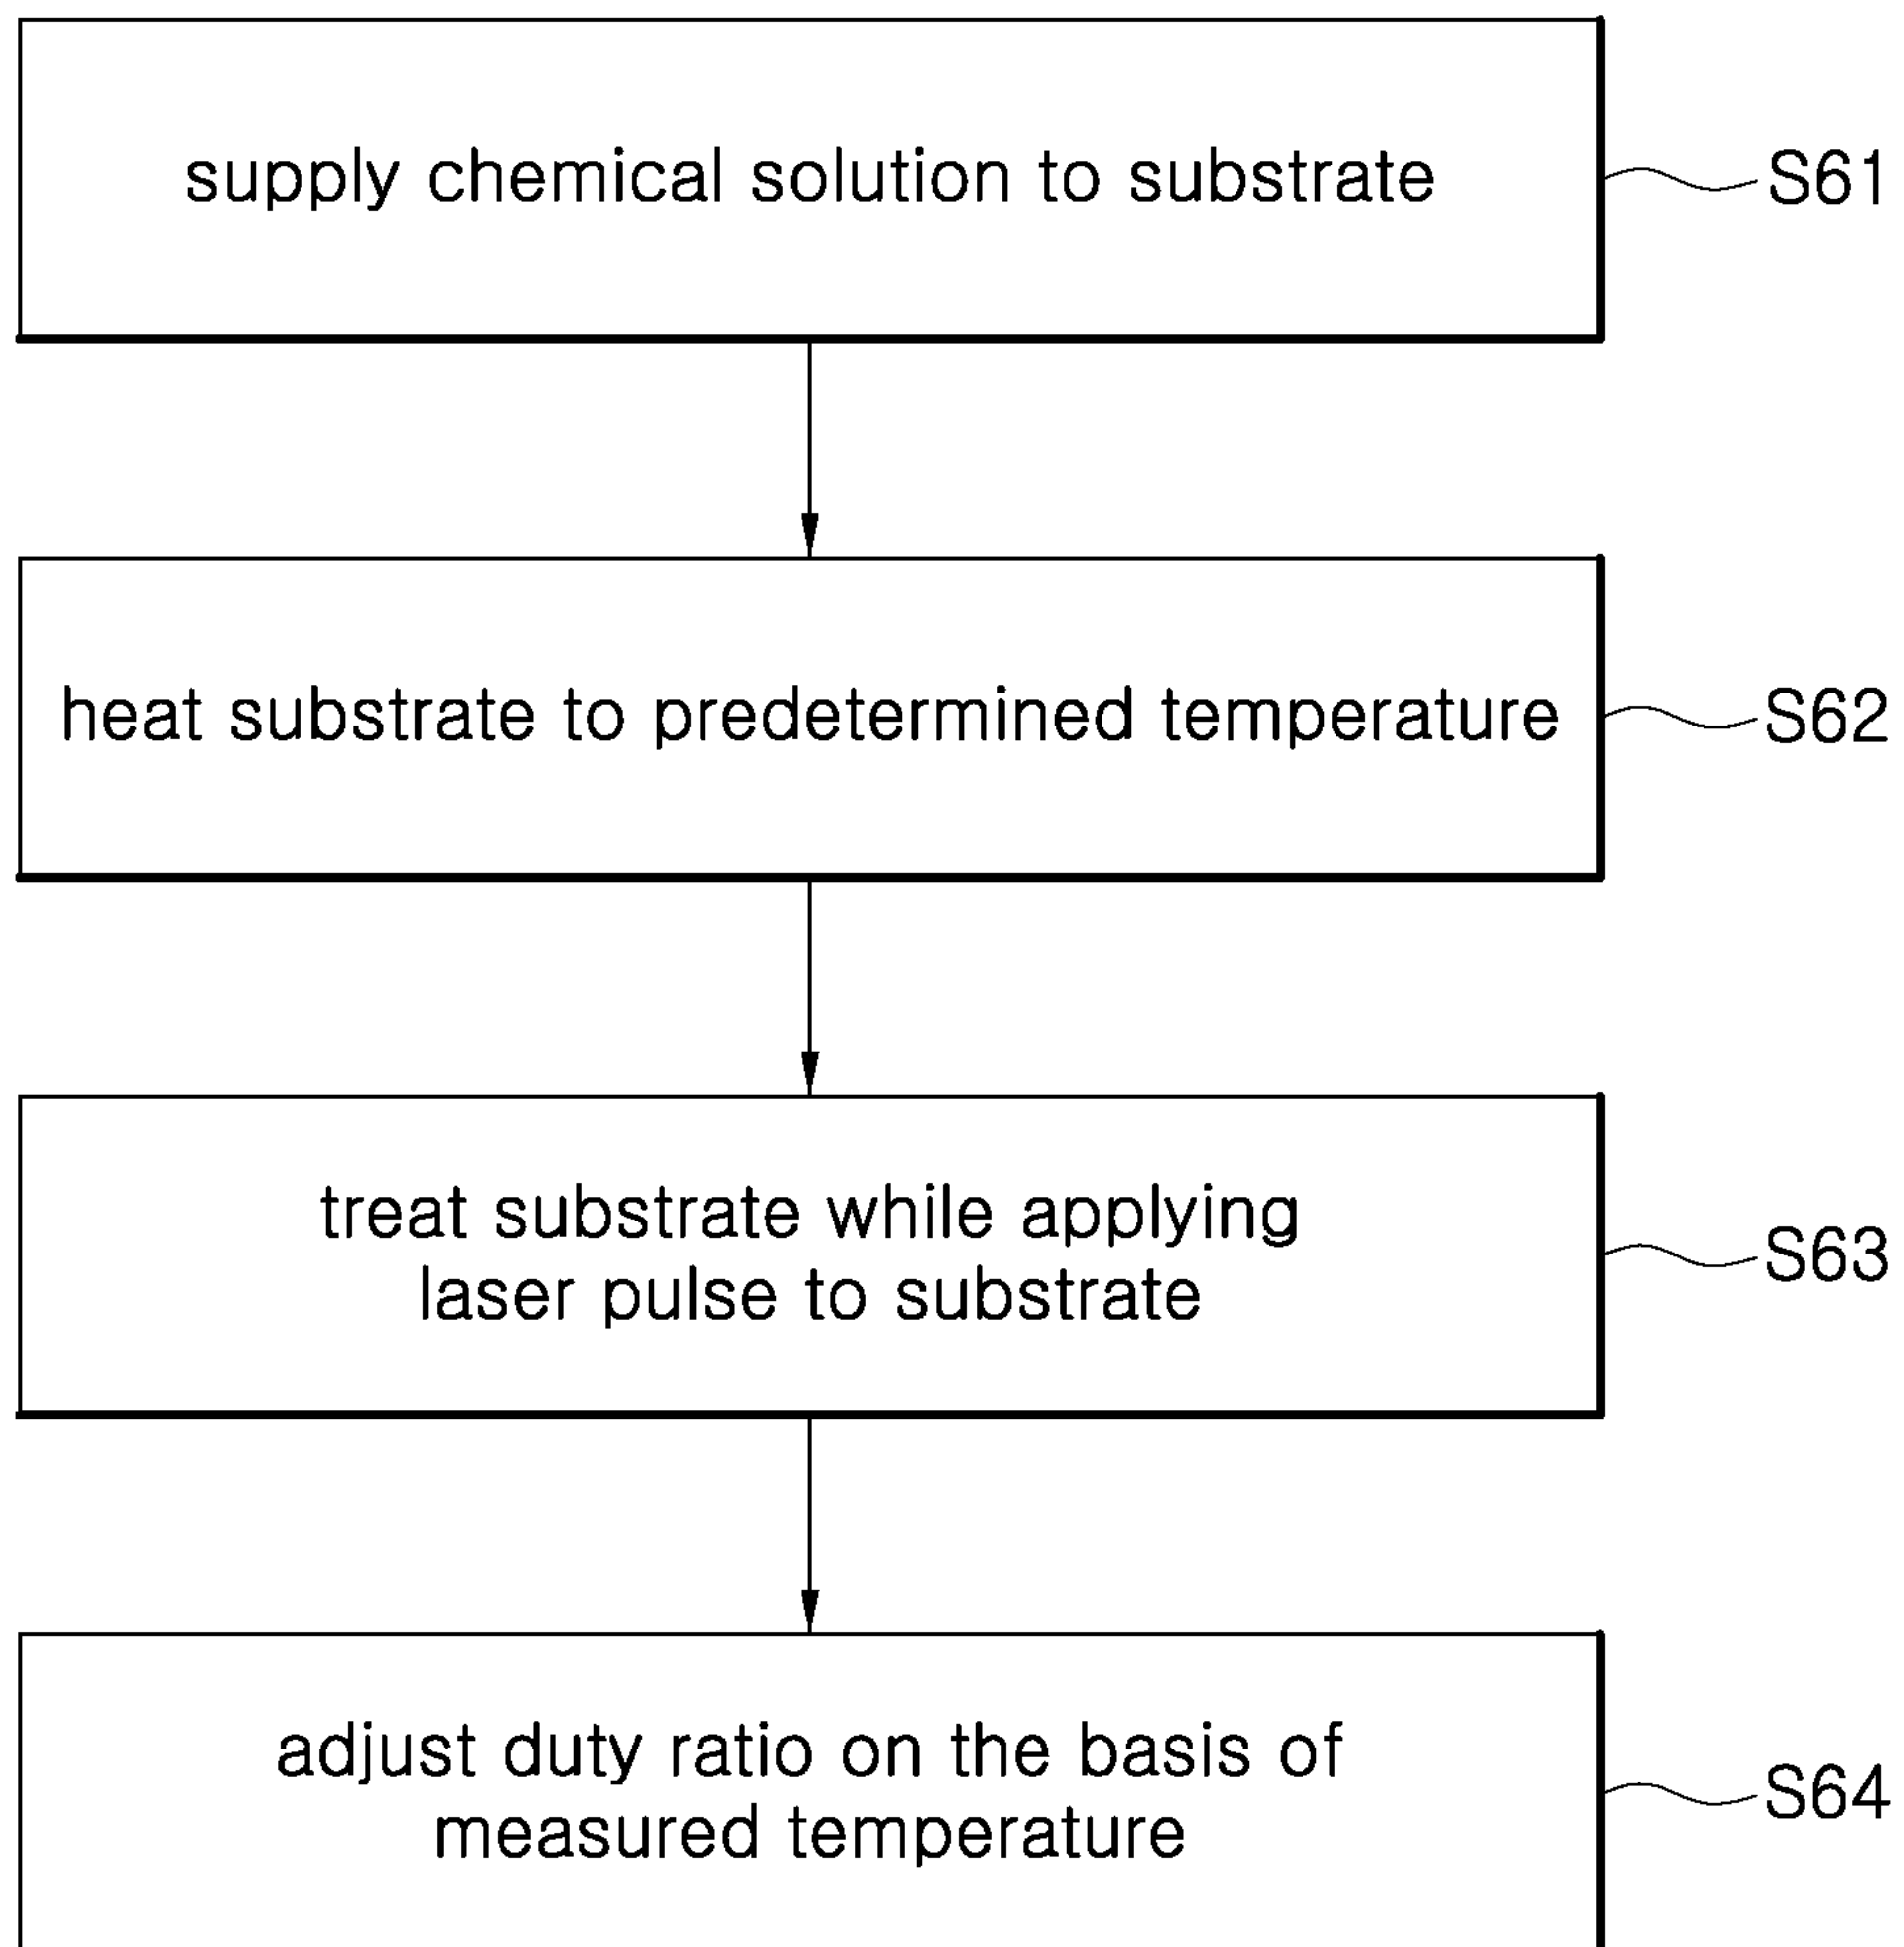 supply chemical solution to substrate
S61
heat substrate to predetermined temperature
S62
treat substrate while applying
laser pulse to substrate
S63
adjust duty ratio on the basis of
measured temperature
S64